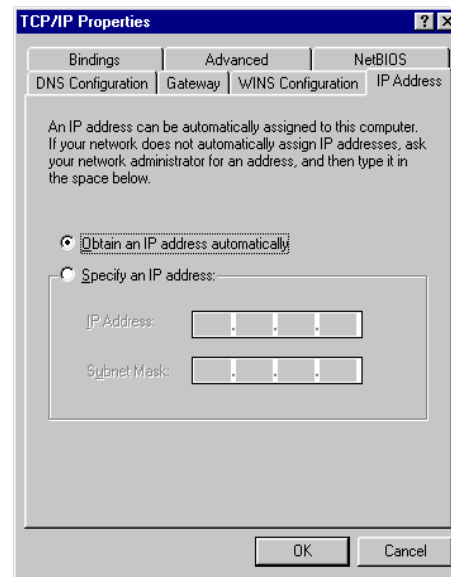 TCP/IP Properties
Bindings Advanced NetBIOS
DNS Configuration Gateway WINS Configuration IP Address
An IP address can be automatically assigned to this computer.
If your network does not automatically assign IP addresses, ask
your network administrator for an address, and then type it in
the space below.
Obtain an IP address automatically
Specify an IP address:
IP Address:
Subnet Mask:
OK Cancel